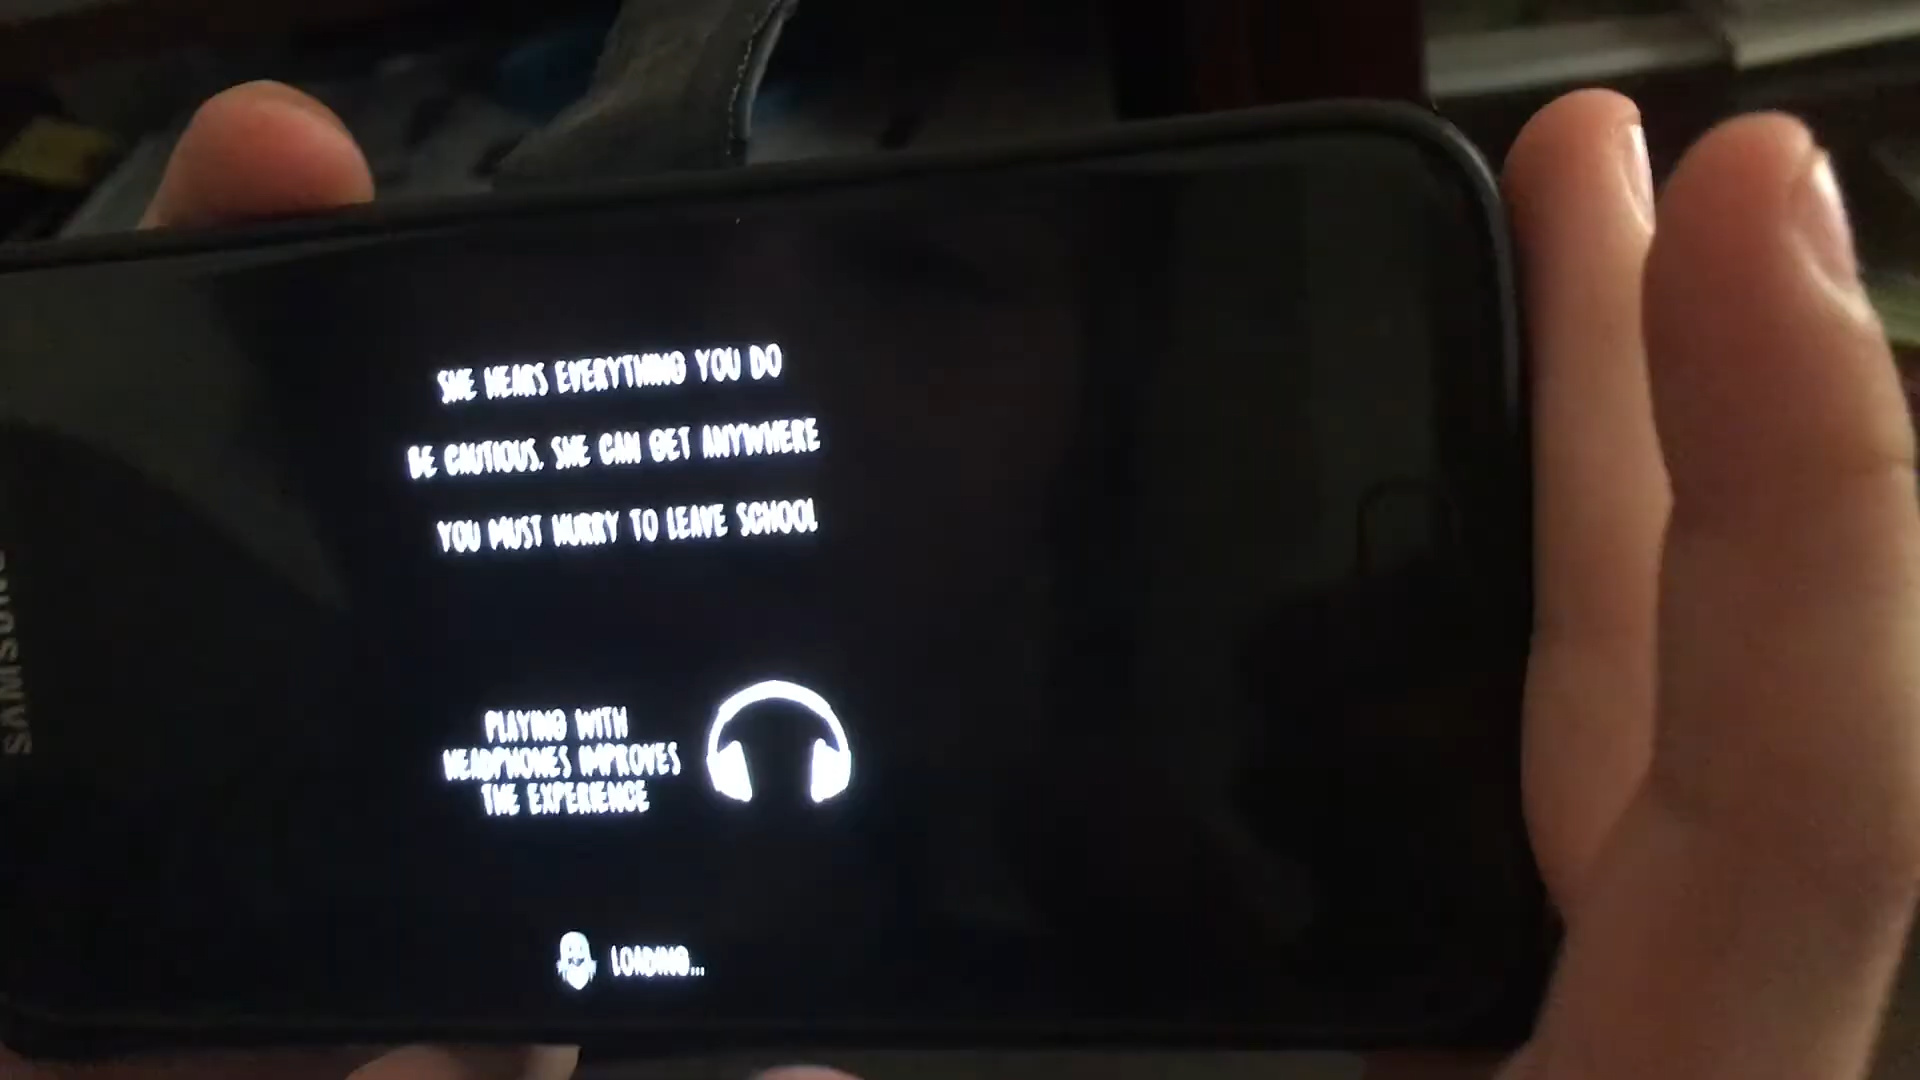 SHE HEARS EVERYTHING YOU DO
BE CAUTIOUS. SHE CAN GET ANYWHERE
YOU MUST HURRY TO LEAVE SCHOOL
PLAYING WITH
HEADPHONES IMPROVES
THE EXPERIENCE
LOADING...
SAMSUNG